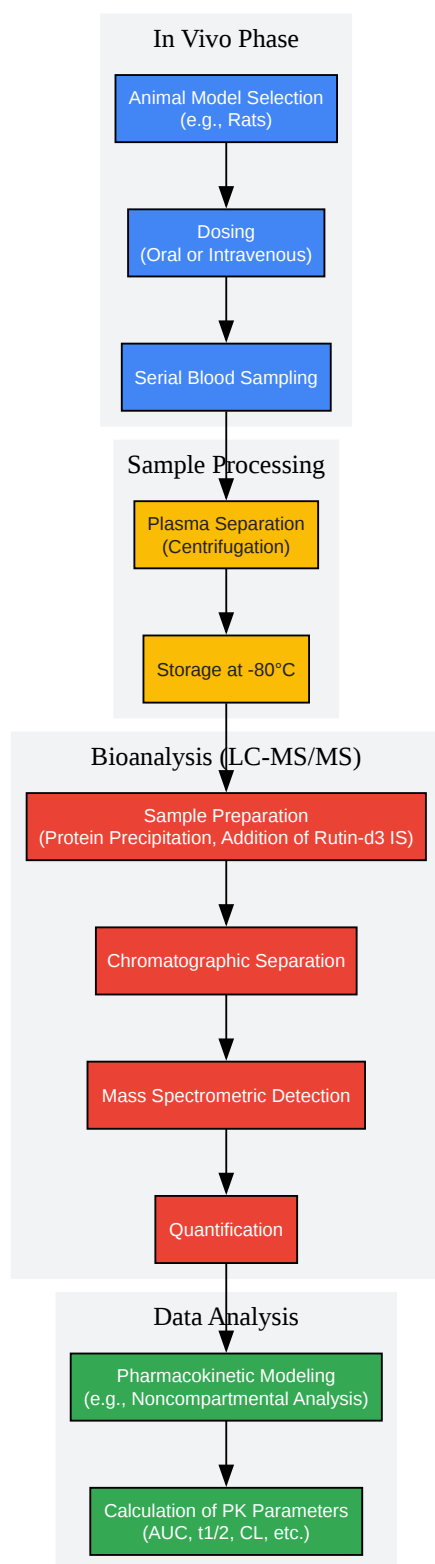 In Vivo Phase
Animal Model Selection
(e.g., Rats)
Dosing
(Oral or Intravenous)
Serial Blood Sampling
Sample Processing
Plasma Separation
(Centrifugation)
Storage at -80°C
Bioanalysis (LC-MS/MS)
Sample Preparation
(Protein Precipitation, Addition of Rutin-d3 IS)
Chromatographic Separation
Mass Spectrometric Detection
Quantification
Data Analysis
Pharmacokinetic Modeling
(e.g., Noncompartmental Analysis)
Calculation of PK Parameters
(AUC, t1/2, CL, etc.)